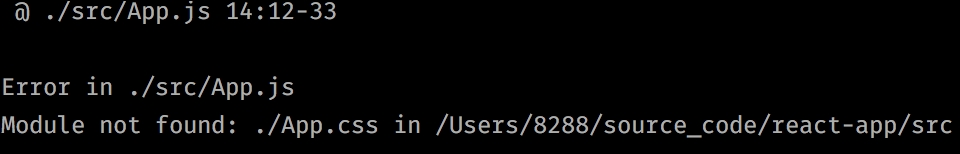 @ ./src/App.js 14:12-33
Error in ./src/App.js
Module not found: ./App.css in /Users/8288/source_code/react-app/src